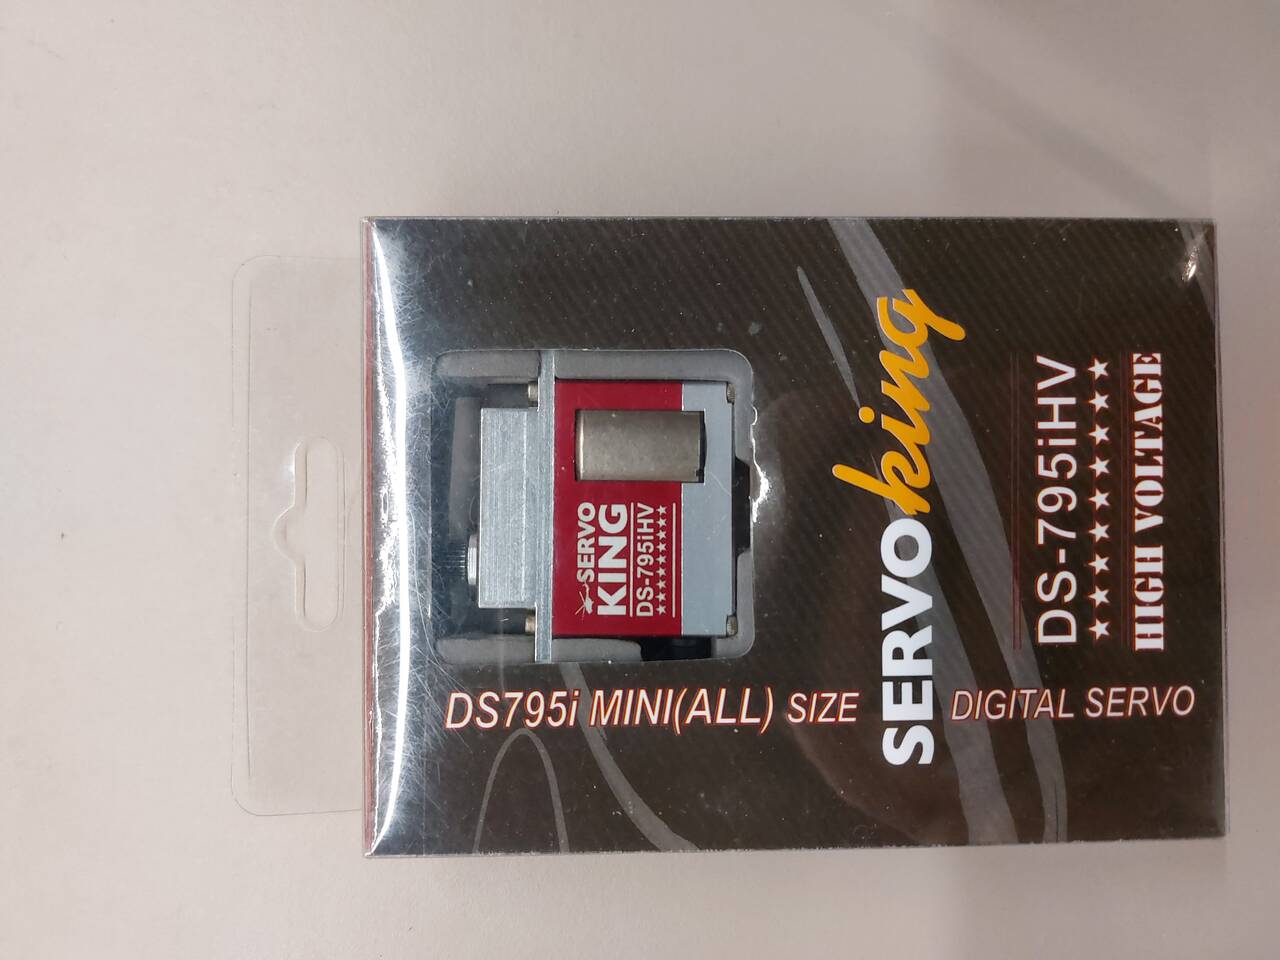 SERVO
KING
DS-795iHV
★★★★★★★★★
DS795i MINI(ALL) SIZE
DIGITAL SERVO
SERVOking
DS-795iHV
★★★★★★★★★
HIGH VOLTAGE